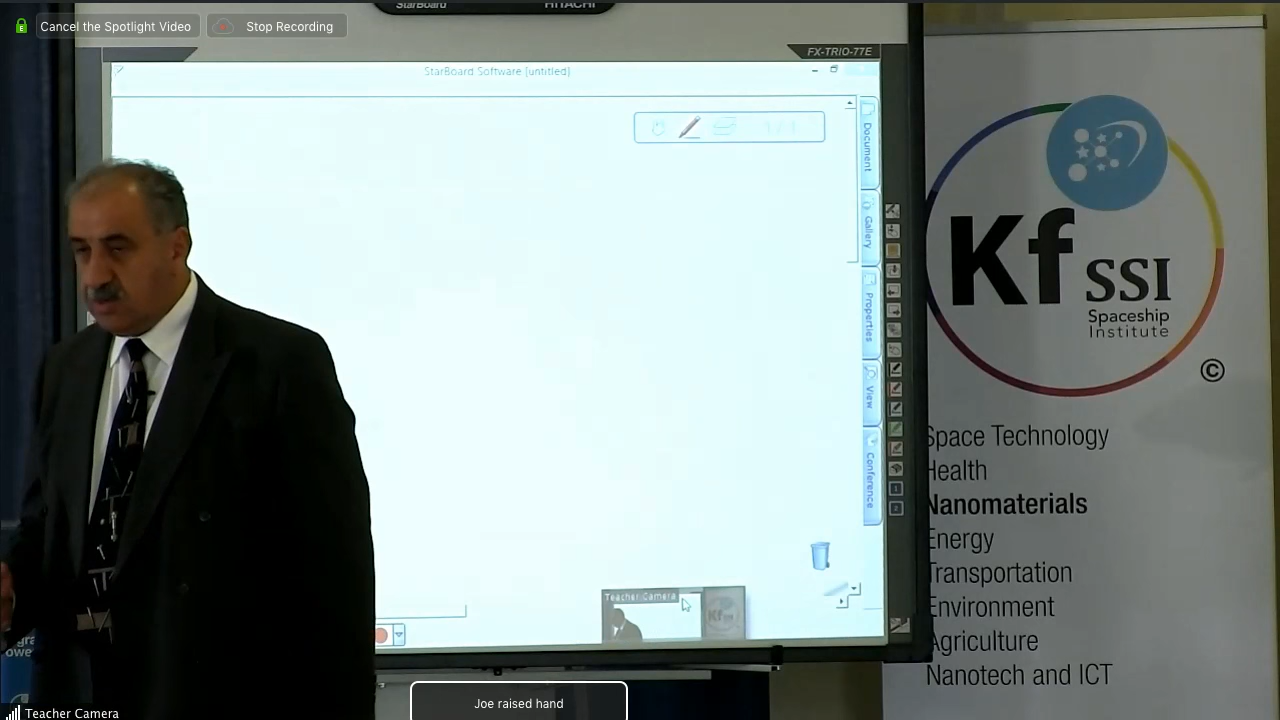 StarBoard
HITACHI
Cancel the Spotlight Video
Stop Recording
FX-TRIO-77E
StarBoard Software [untitled]
Document
Gallery
Properties
View
Conference
Kf SSI
Spaceship
Institute
©
Space Technology
Health
Nanomaterials
Energy
Transportation
Environment
Agriculture
Nanotech and ICT
Teacher Camera
Kf
Joe raised hand
Teacher Camera